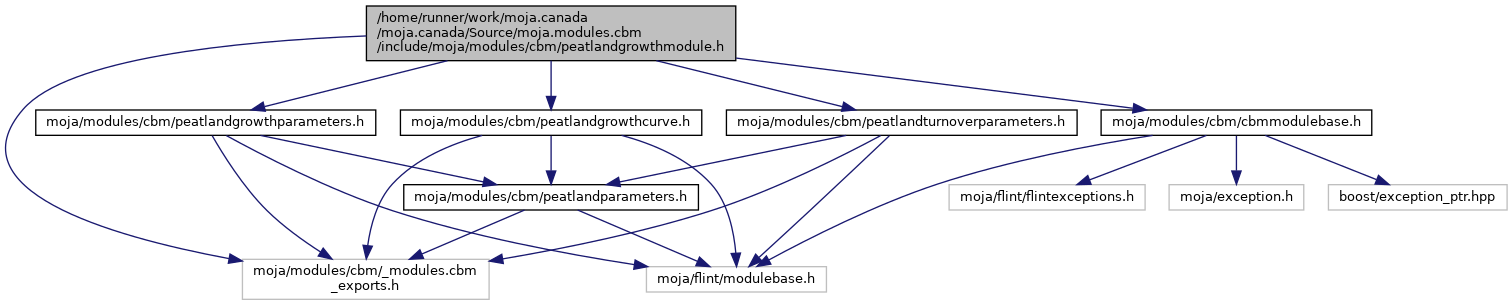 /home/runner/work/moja.canada
/moja.canada/Source/moja.modules.cbm
/include/moja/modules/cbm/peatlandgrowthmodule.h
moja/modules/cbm/peatlandgrowthparameters.h
moja/modules/cbm/peatlandgrowthcurve.h
moja/modules/cbm/peatlandturnoverparameters.h
moja/modules/cbm/cbmmodulebase.h
moja/modules/cbm/peatlandparameters.h
moja/flint/flintexceptions.h
moja/exception.h
boost/exception_ptr.hpp
moja/modules/cbm/_modules.cbm
_exports.h
moja/flint/modulebase.h